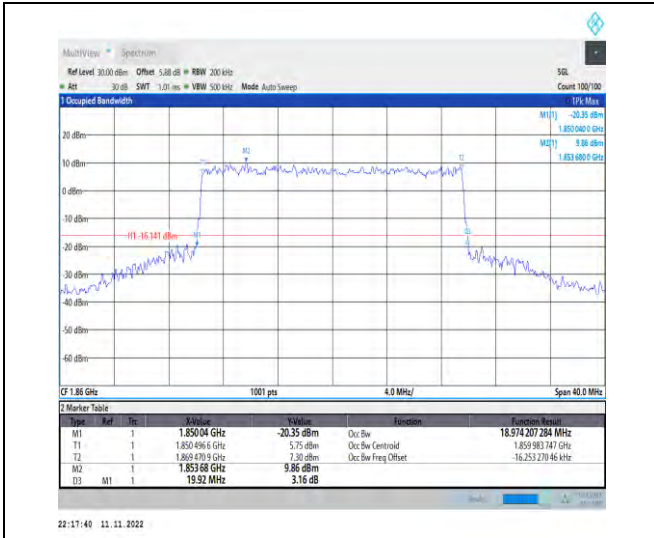 MultiView Spectrum
Ref Level 30.00 dBm Offset 5.88 dB RBW 200 kHz SGL
Att 30 dB SWT 1.01 ms VBW 500 kHz Mode Auto Sweep Count 100/100
1 Occupied Bandwidth 1Pk Max
M1[1] -20.35 dBm
1.850 040 0 GHz
M2[1] 9.86 dBm
1.853 680 0 GHz
20 dBm
M2
T2
10 dBm
0 dBm
-10 dBm
H1 -16.141 dBm
M1
D3
-20 dBm
-30 dBm
-40 dBm
-50 dBm
-60 dBm
CF 1.86 GHz 1001 pts 4.0 MHz/ Span 40.0 MHz
2 Marker Table
Type Ref Trc X-Value Y-Value Function Function Result
M1 1 1.85004 GHz -20.35 dBm Occ Bw 18.974 207 284 MHz
T1 1 1.850 496 6 GHz 5.75 dBm Occ Bw Centroid 1.859 983 747 GHz
T2 1 1.869 470 9 GHz 7.30 dBm Occ Bw Freq Offset -16.253 270 46 kHz
M2 1 1.853 68 GHz 9.86 dBm
D3 M1 1 19.92 MHz 3.16 dB
22:17:40 11.11.2022